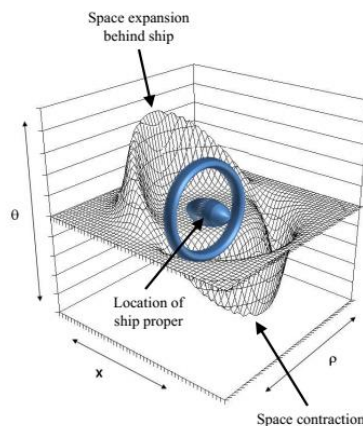 Space expansion
behind ship
θ
Location of
ship proper
x
ρ
Space contraction